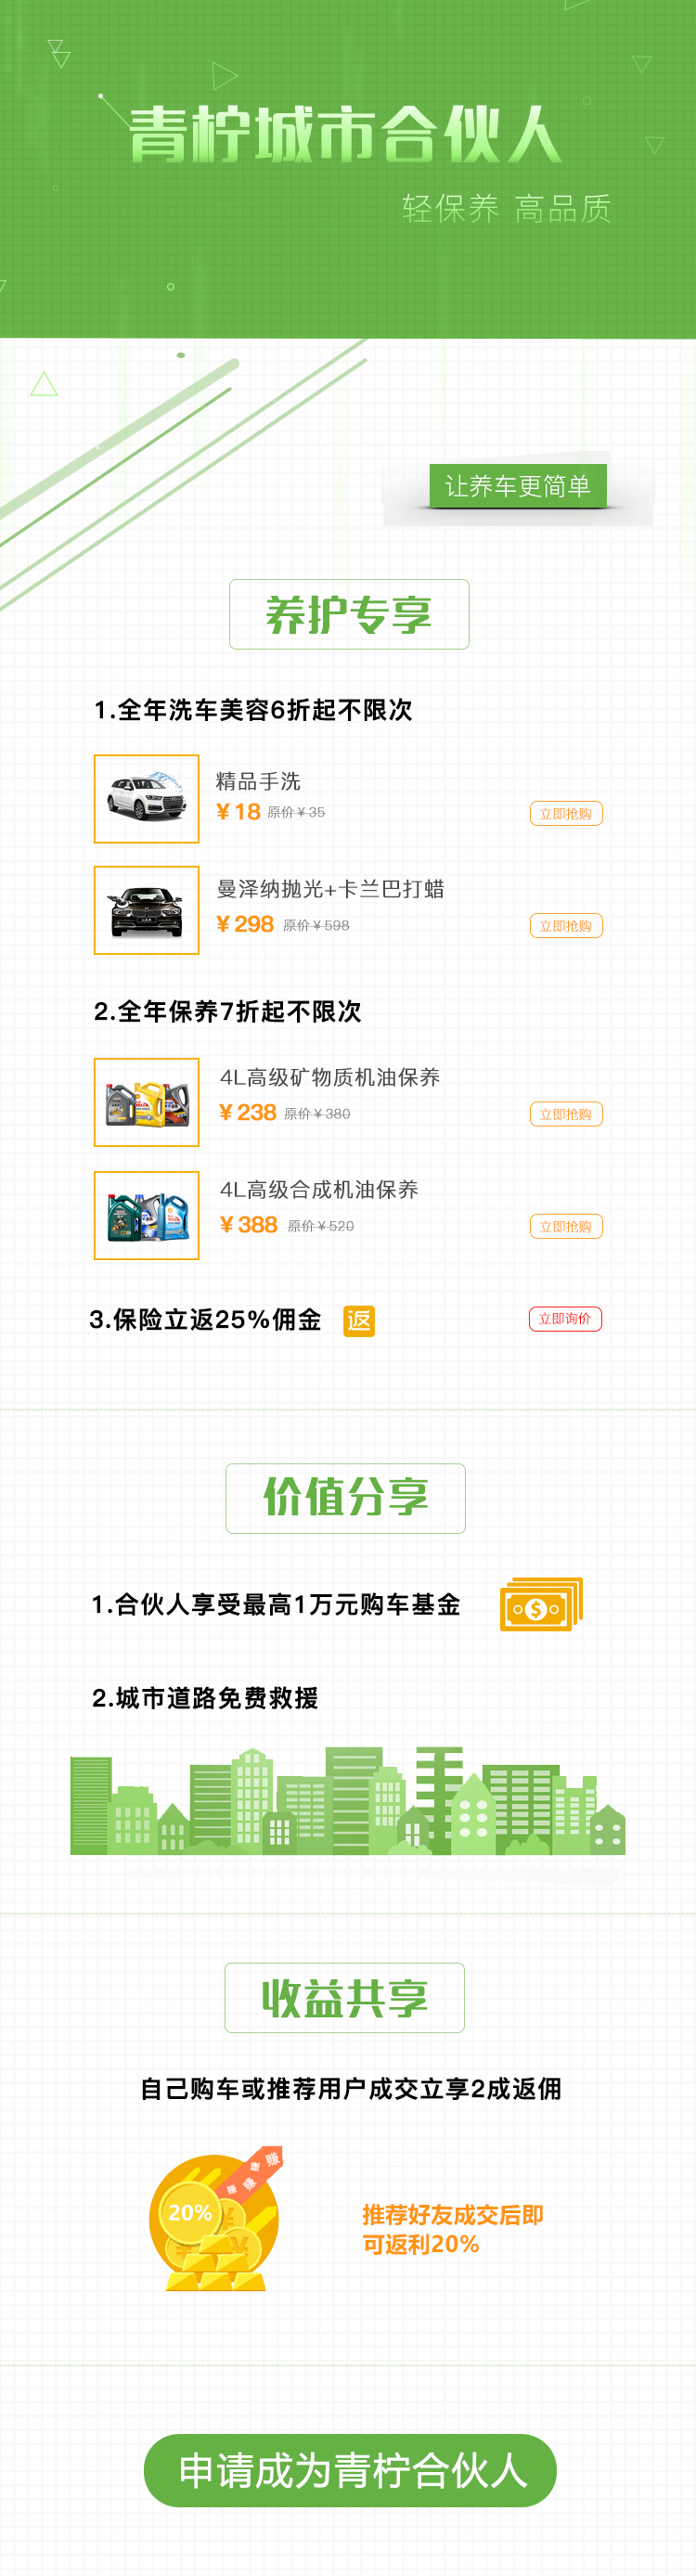 青柠城市合伙人
轻保养 高品质
让养车更简单
养护专享
1.全年洗车美容6折起不限次
精品手洗
¥18 原价¥35
立即抢购
曼泽纳抛光+卡兰巴打蜡
¥298 原价¥598
立即抢购
2.全年保养7折起不限次
4L高级矿物质机油保养
¥238 原价¥380
立即抢购
4L高级合成机油保养
¥388 原价¥520
立即抢购
3.保险立返25%佣金 返
立即询价
价值分享
1.合伙人享受最高1万元购车基金
2.城市道路免费救援
收益共享
自己购车或推荐用户成交立享2成返佣
赚 赚 赚 赚
20%
推荐好友成交后即
可返利20%
申请成为青柠合伙人